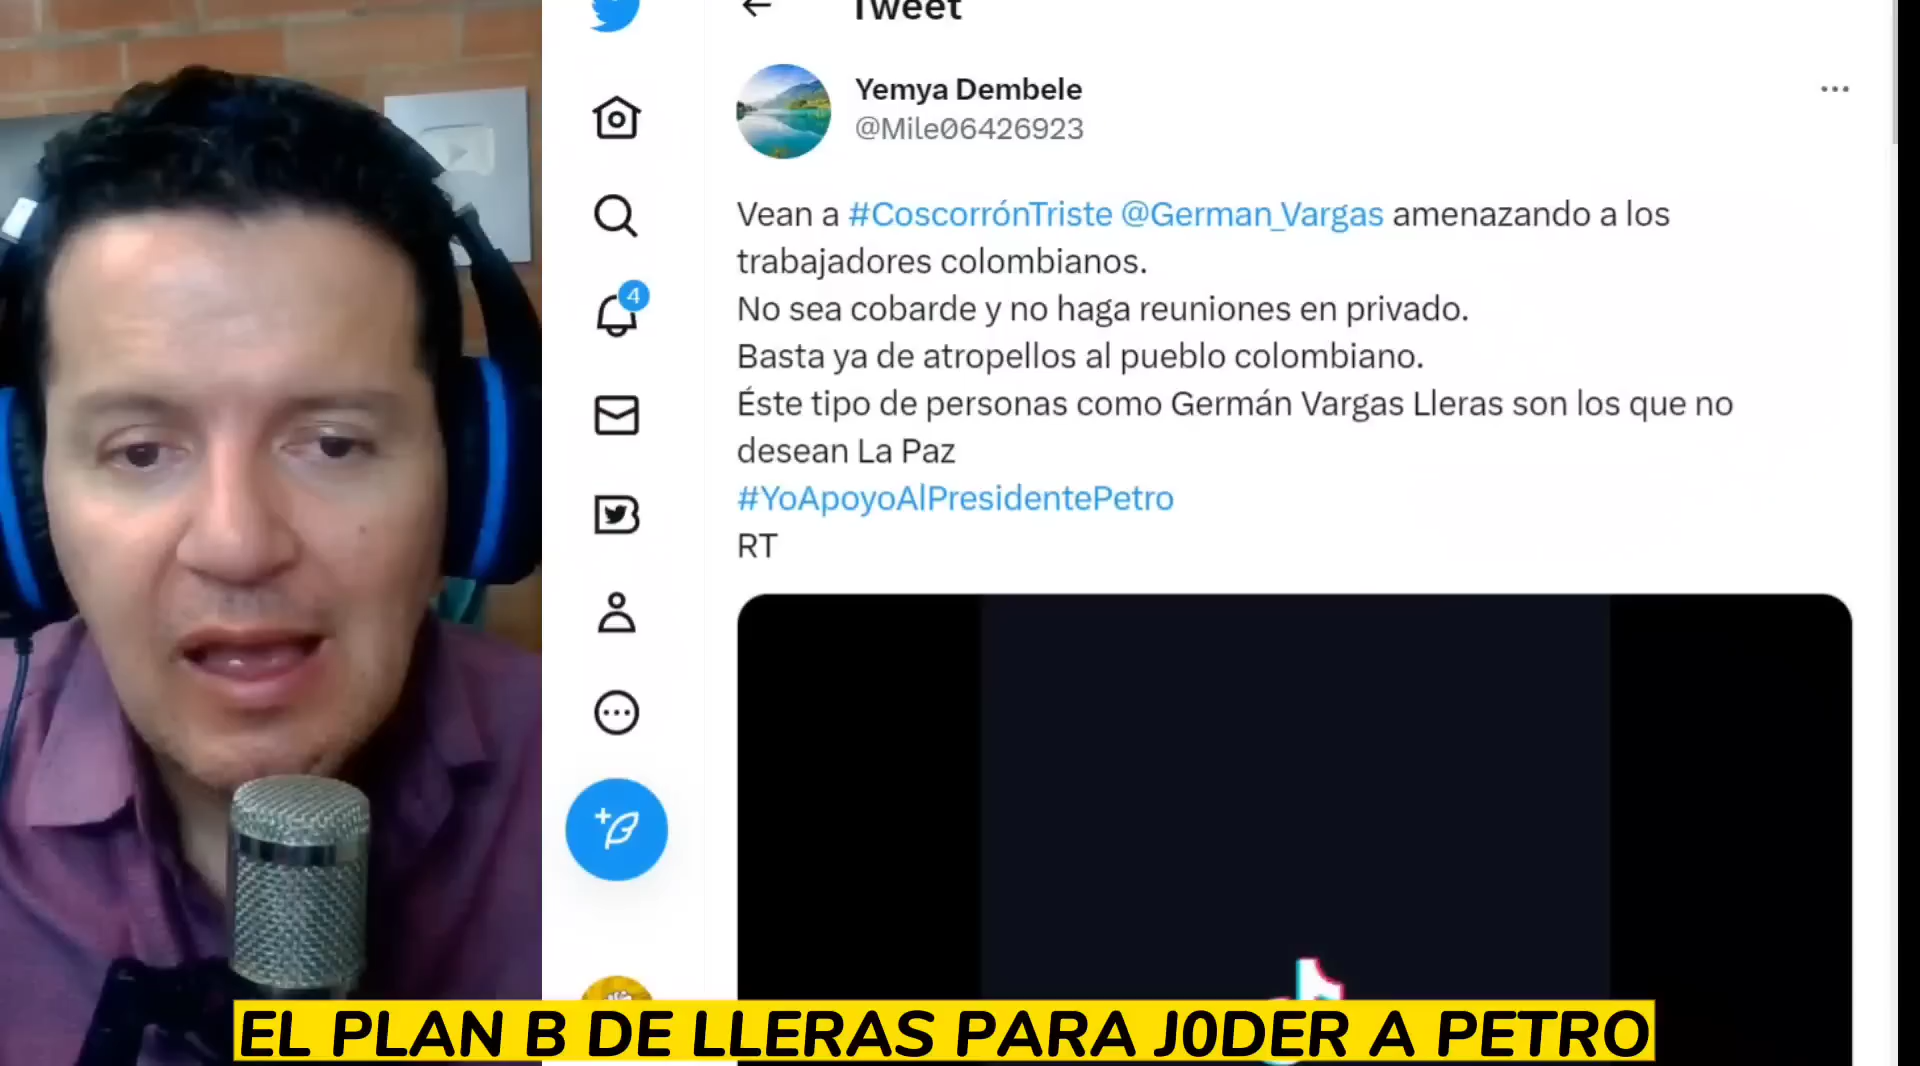 Tweet
Yemya Dembele
@Mile06426923
Vean a #CoscorrónTriste @German_Vargas amenazando a los
trabajadores colombianos.
No sea cobarde y no haga reuniones en privado.
Basta ya de atropellos al pueblo colombiano.
Éste tipo de personas como Germán Vargas Lleras son los que no
desean La Paz
#YoApoyoAlPresidentePetro
RT
4
EL PLAN B DE LLERAS PARA J0DER A PETRO